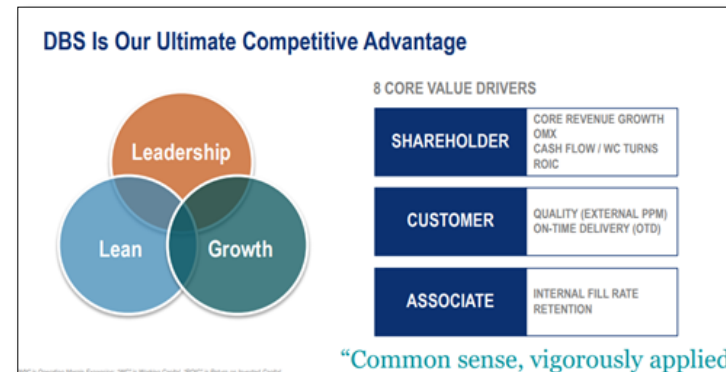 DBS Is Our Ultimate Competitive Advantage
Leadership
Lean
Growth
8 CORE VALUE DRIVERS
SHAREHOLDER
CORE REVENUE GROWTH
OMX
CASH FLOW / WC TURNS
ROIC
CUSTOMER
QUALITY (EXTERNAL PPM)
ON-TIME DELIVERY (OTD)
ASSOCIATE
INTERNAL FILL RATE
RETENTION
“Common sense, vigorously applied